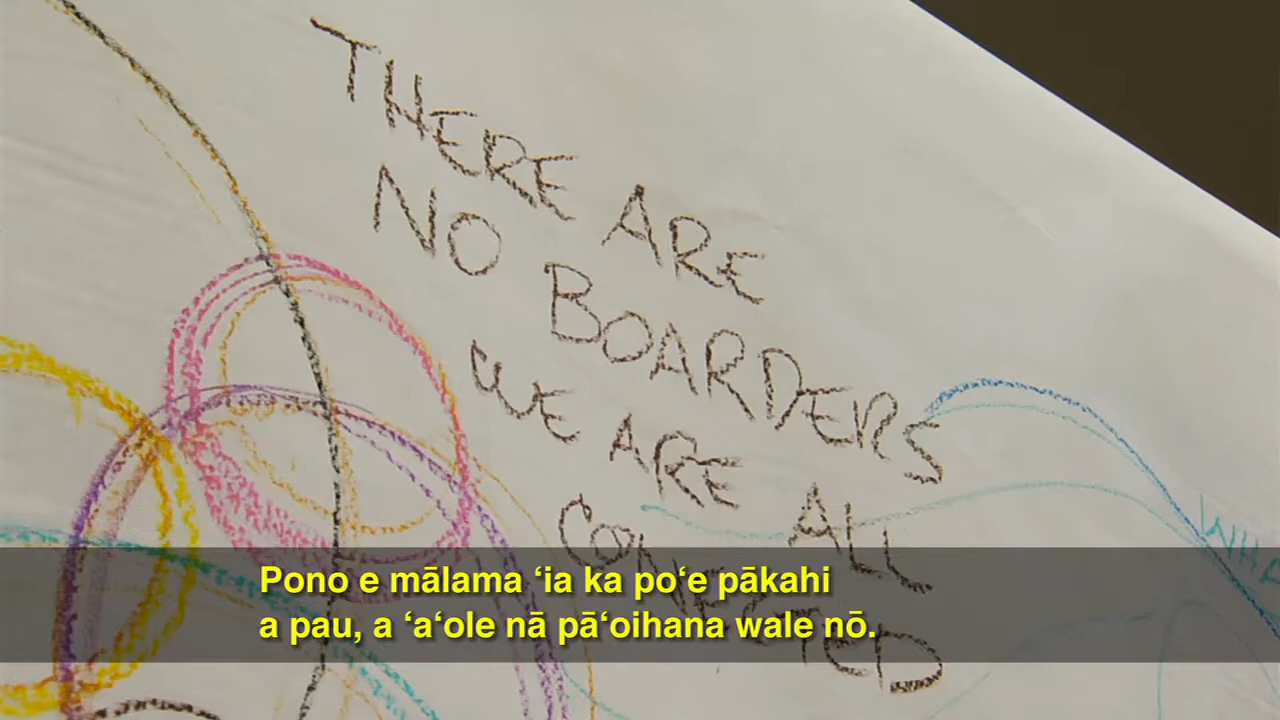 THERE ARE
NO BOARDERS
WE ARE ALL
CONNECTED
Pono e mālama ʻia ka poʻe pākahi
a pau, a ʻaʻole nā pāʻoihana wale nō.